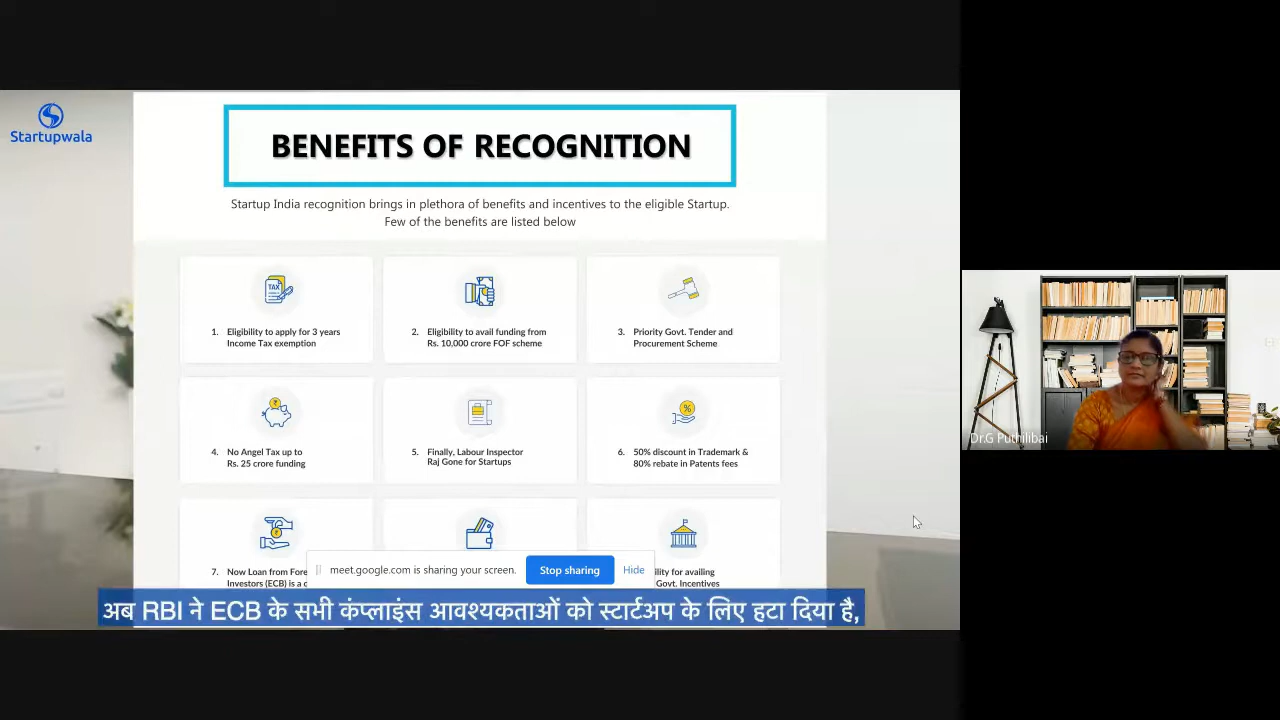 Startupwala
BENEFITS OF RECOGNITION
Startup India recognition brings in plethora of benefits and incentives to the eligible Startup.
Few of the benefits are listed below
TAX
1. Eligibility to apply for 3 years
Income Tax exemption
2. Eligibility to avail funding from
Rs. 10,000 crore FOF scheme
3. Priority Govt. Tender and
Procurement Scheme
₹
4. No Angel Tax up to
Rs. 25 crore funding
5. Finally, Labour Inspector
Raj Gone for Startups
%
6. 50% discount in Trademark &
80% rebate in Patents fees
₹
7. Now Loan from
Investors (ECB) is a
for availing
Govt. Incentives
meet.google.com is sharing your screen.
Stop sharing
Hide
अब RBI ने ECB के सभी कंप्लाइंस आवश्यकताओं को स्टार्टअप के लिए हटा दिया है,
Dr.G Puthilibai